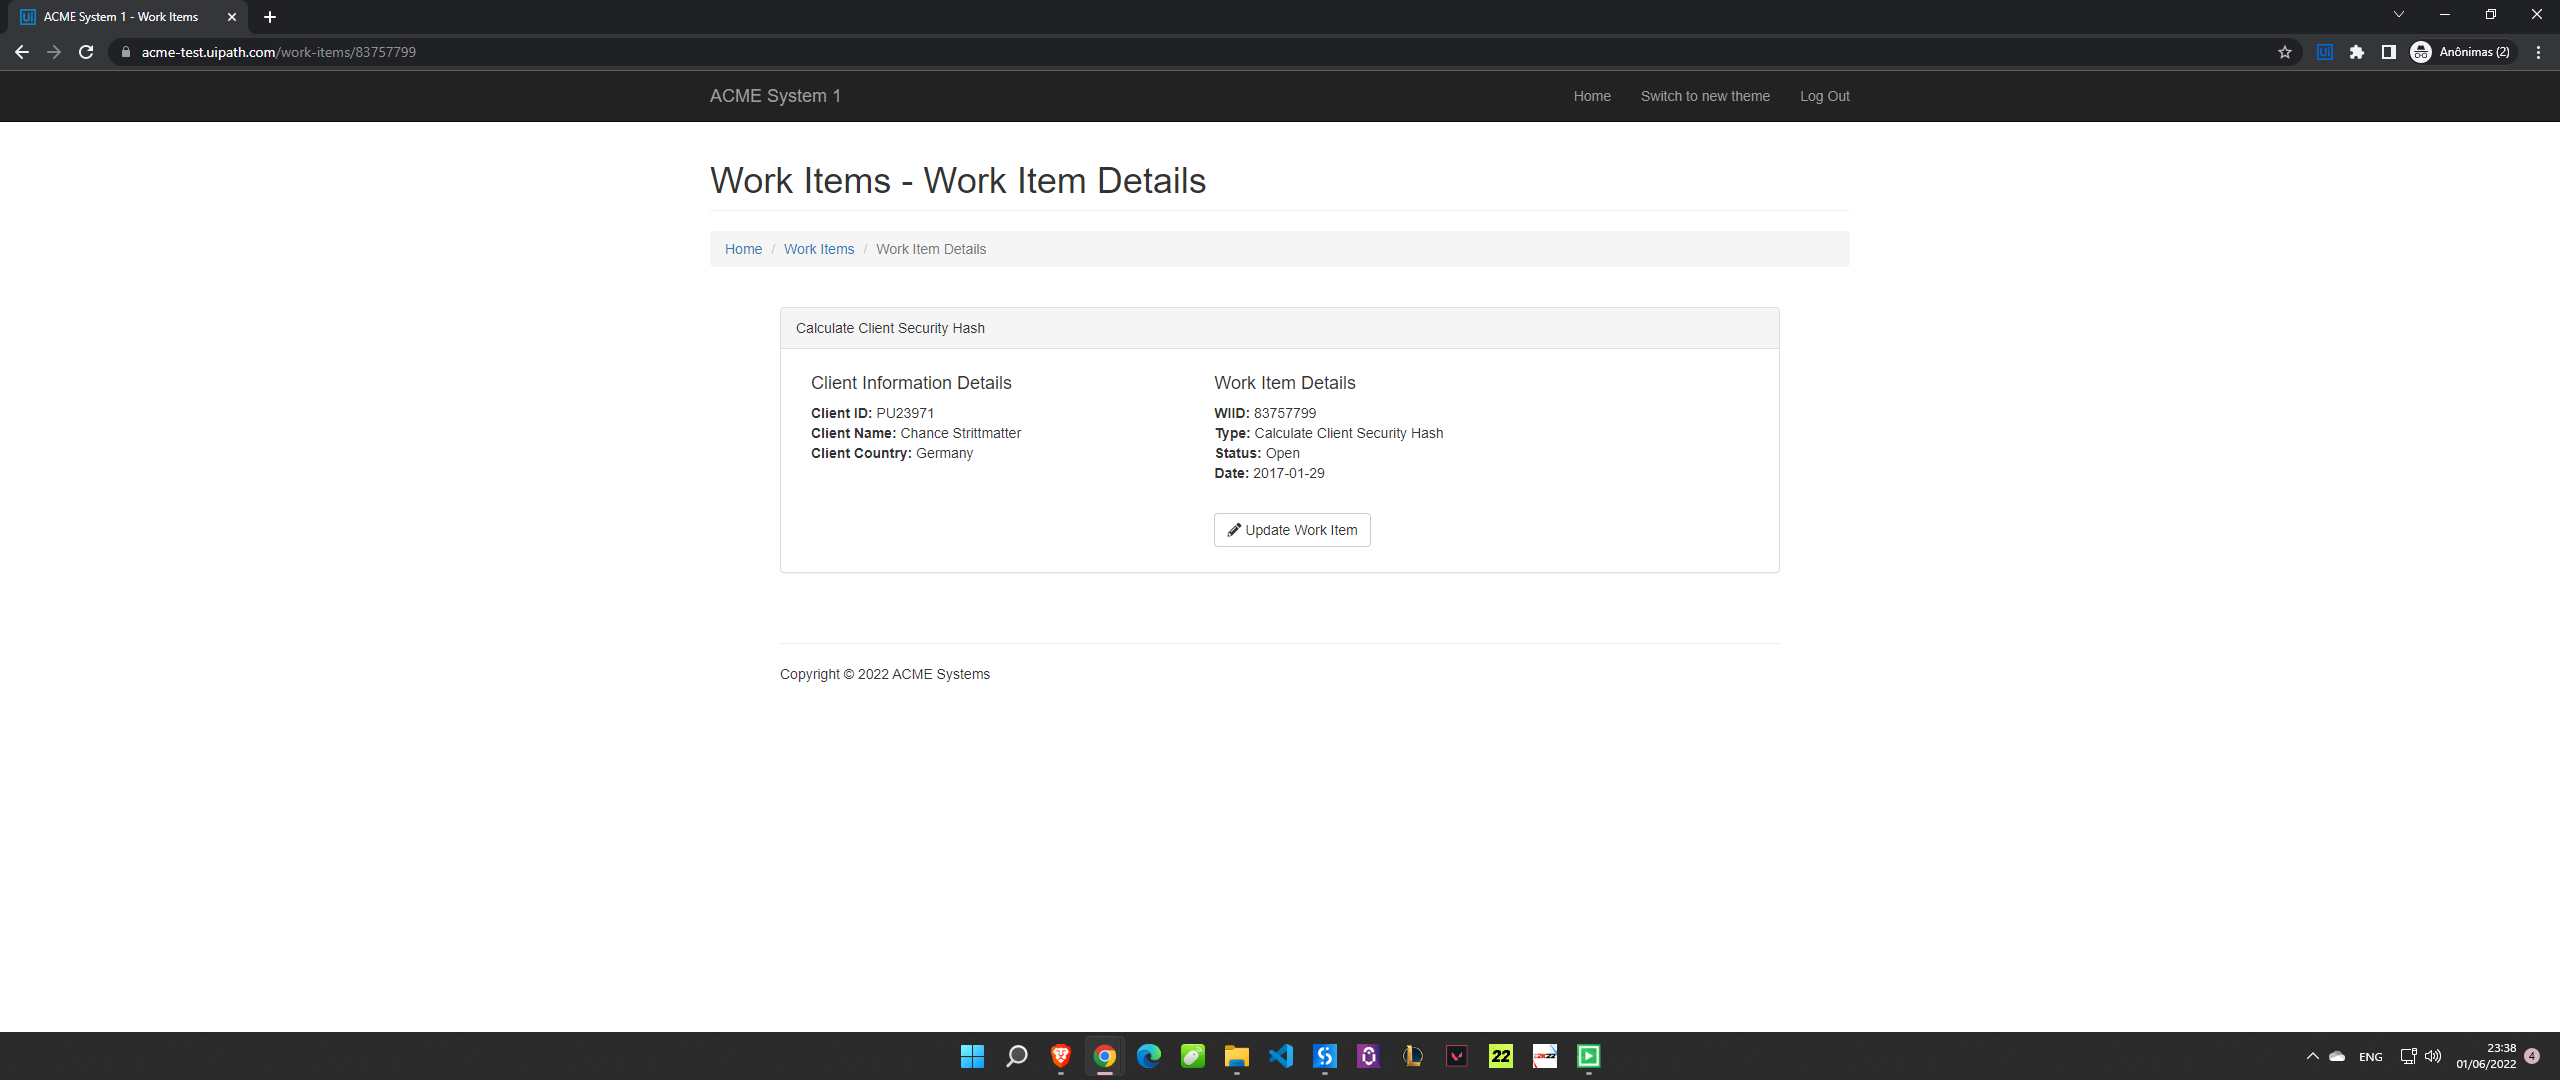 ACME System 1 - Work Items
acme-test.uipath.com/work-items/83757799
Anônimas (2)
ACME System 1
Home
Switch to new theme
Log Out
Work Items - Work Item Details
Home / Work Items / Work Item Details
Calculate Client Security Hash
Client Information Details
Client ID: PU23971
Client Name: Chance Strittmatter
Client Country: Germany
Work Item Details
WIID: 83757799
Type: Calculate Client Security Hash
Status: Open
Date: 2017-01-29
Update Work Item
Copyright © 2022 ACME Systems
22
2K22
ENG
23:38
01/06/2022
4